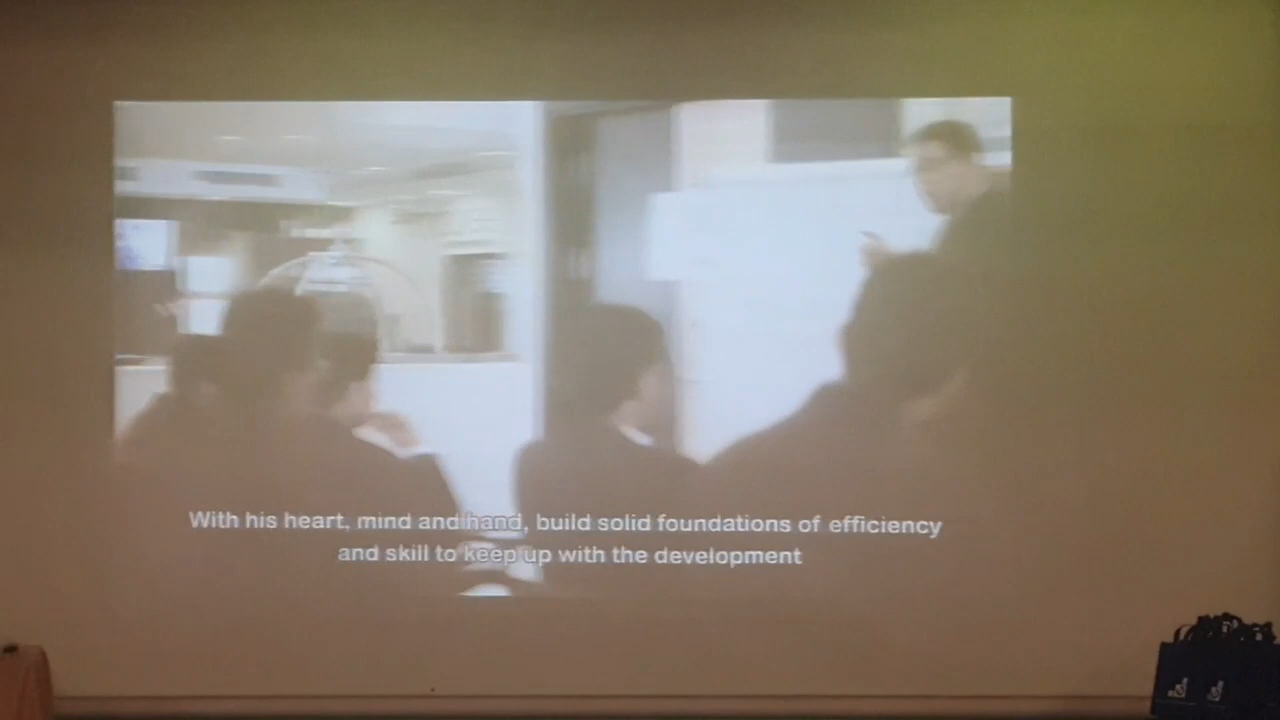 With his heart, mind and hand, build solid foundations of efficiency
and skill to keep up with the development